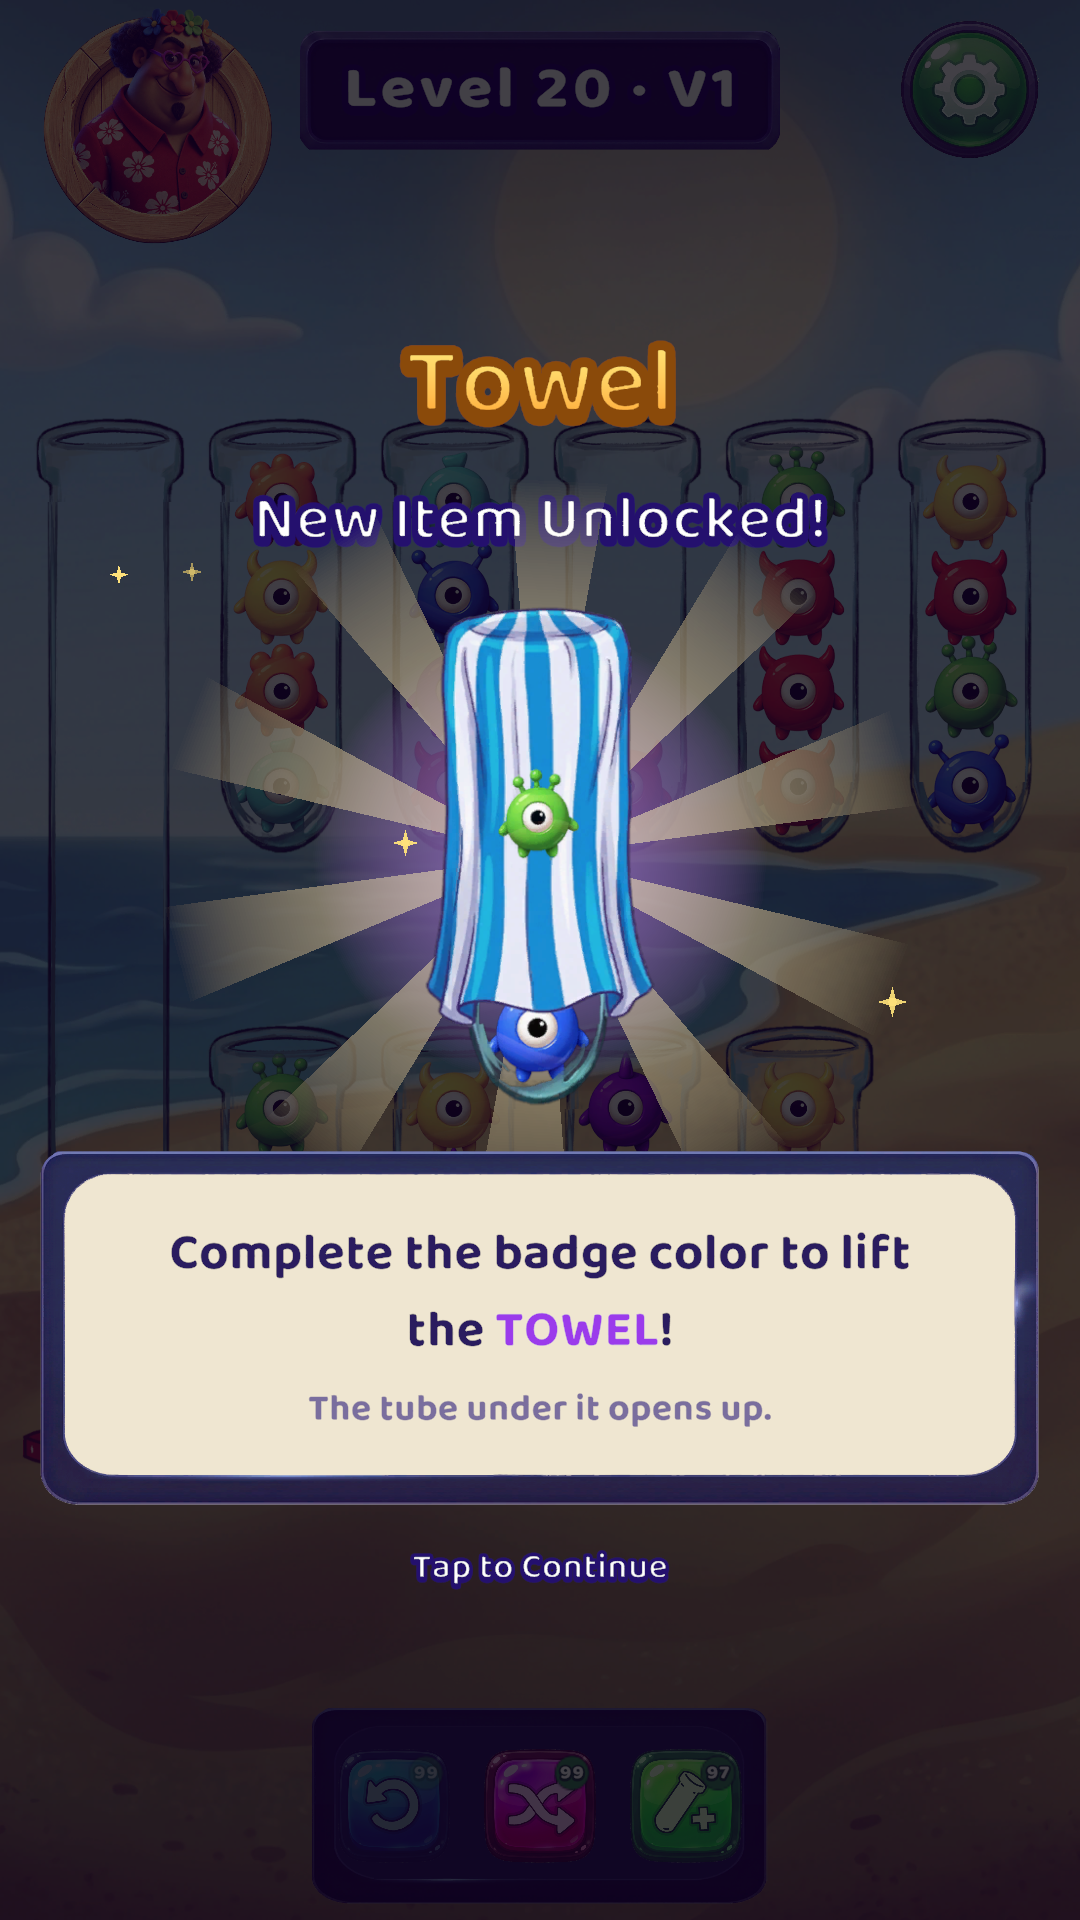 Level 20 · V1
Towel
New Item Unlocked!
Complete the badge color to lift
the TOWEL!
The tube under it opens up.
Tap to Continue
99
99
97